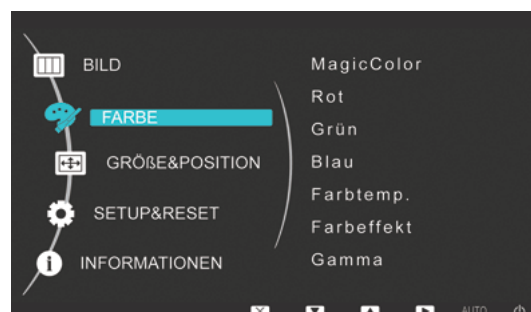 BILD
FARBE
GRÖßE&POSITION
SETUP&RESET
INFORMATIONEN
MagicColor
Rot
Grün
Blau
Farbtemp.
Farbeffekt
Gamma
AUTO